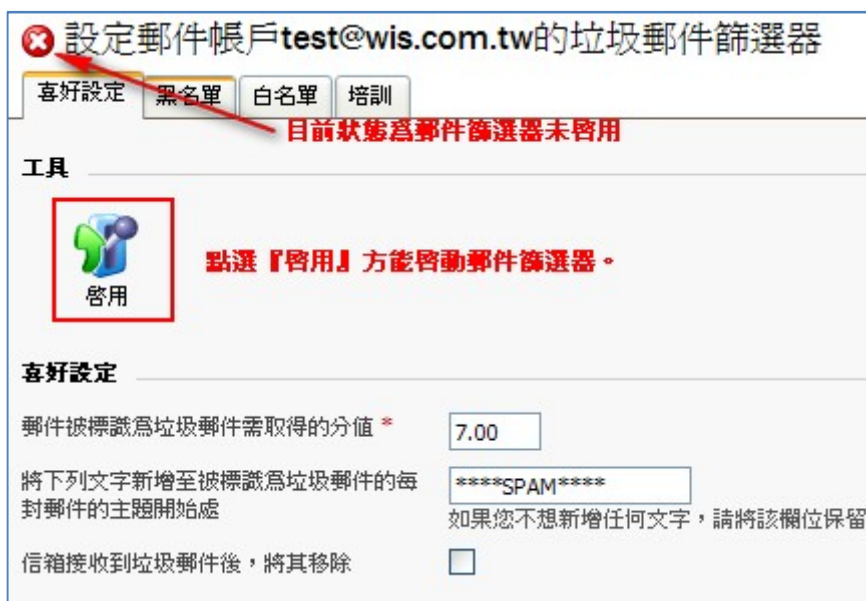 設定郵件帳戶test@wis.com.tw的垃圾郵件篩選器
喜好設定 黑名單 白名單 培訓
目前狀態爲郵件篩選器未啓用
工具
啓用
點選『啓用』方能啓動郵件篩選器。
喜好設定
郵件被標識爲垃圾郵件需取得的分值 *
7.00
將下列文字新增至被標識爲垃圾郵件的每
封郵件的主題開始處
****SPAM****
如果您不想新增任何文字，請將該欄位保留
信箱接收到垃圾郵件後，將其移除